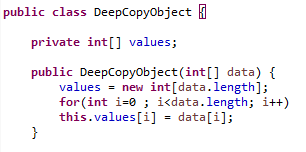 public class DeepCopyObject {
private int[] values;
public DeepCopyObject(int[] data) {
values = new int[data.length];
for(int i=0 ; i<data.length; i++)
this.values[i] = data[i];
}